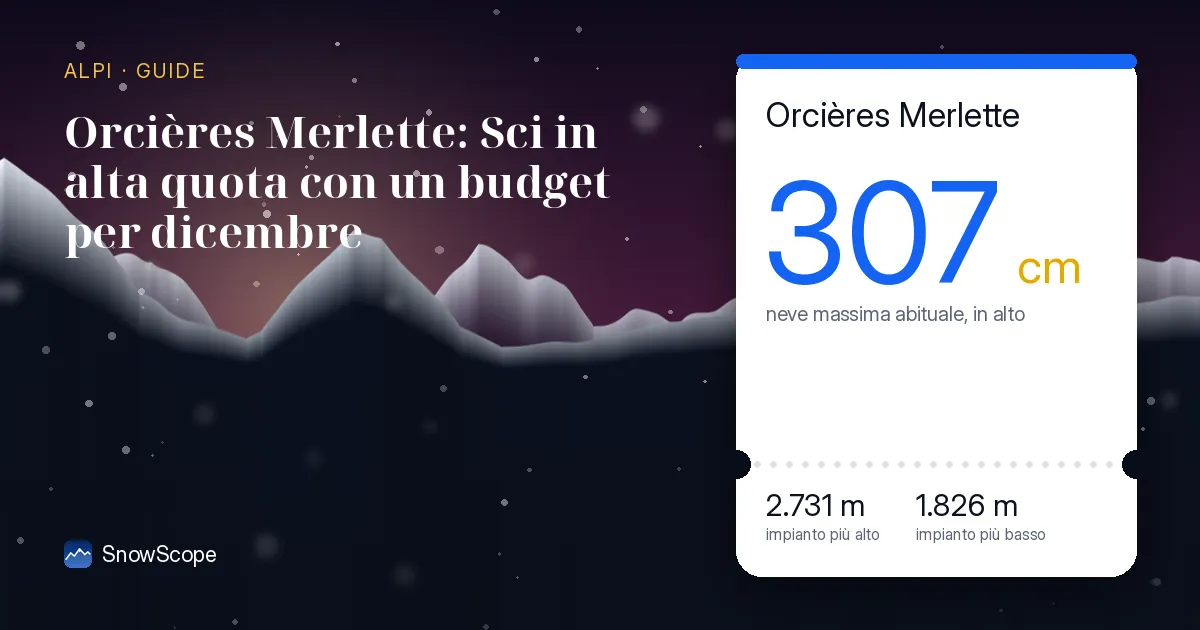 ALPI · GUIDE
Orcières Merlette: Sci in
alta quota con un budget
per dicembre
SnowScope
Orcières Merlette
307 cm
neve massima abituale, in alto
2.731 m
impianto più alto
1.826 m
impianto più basso